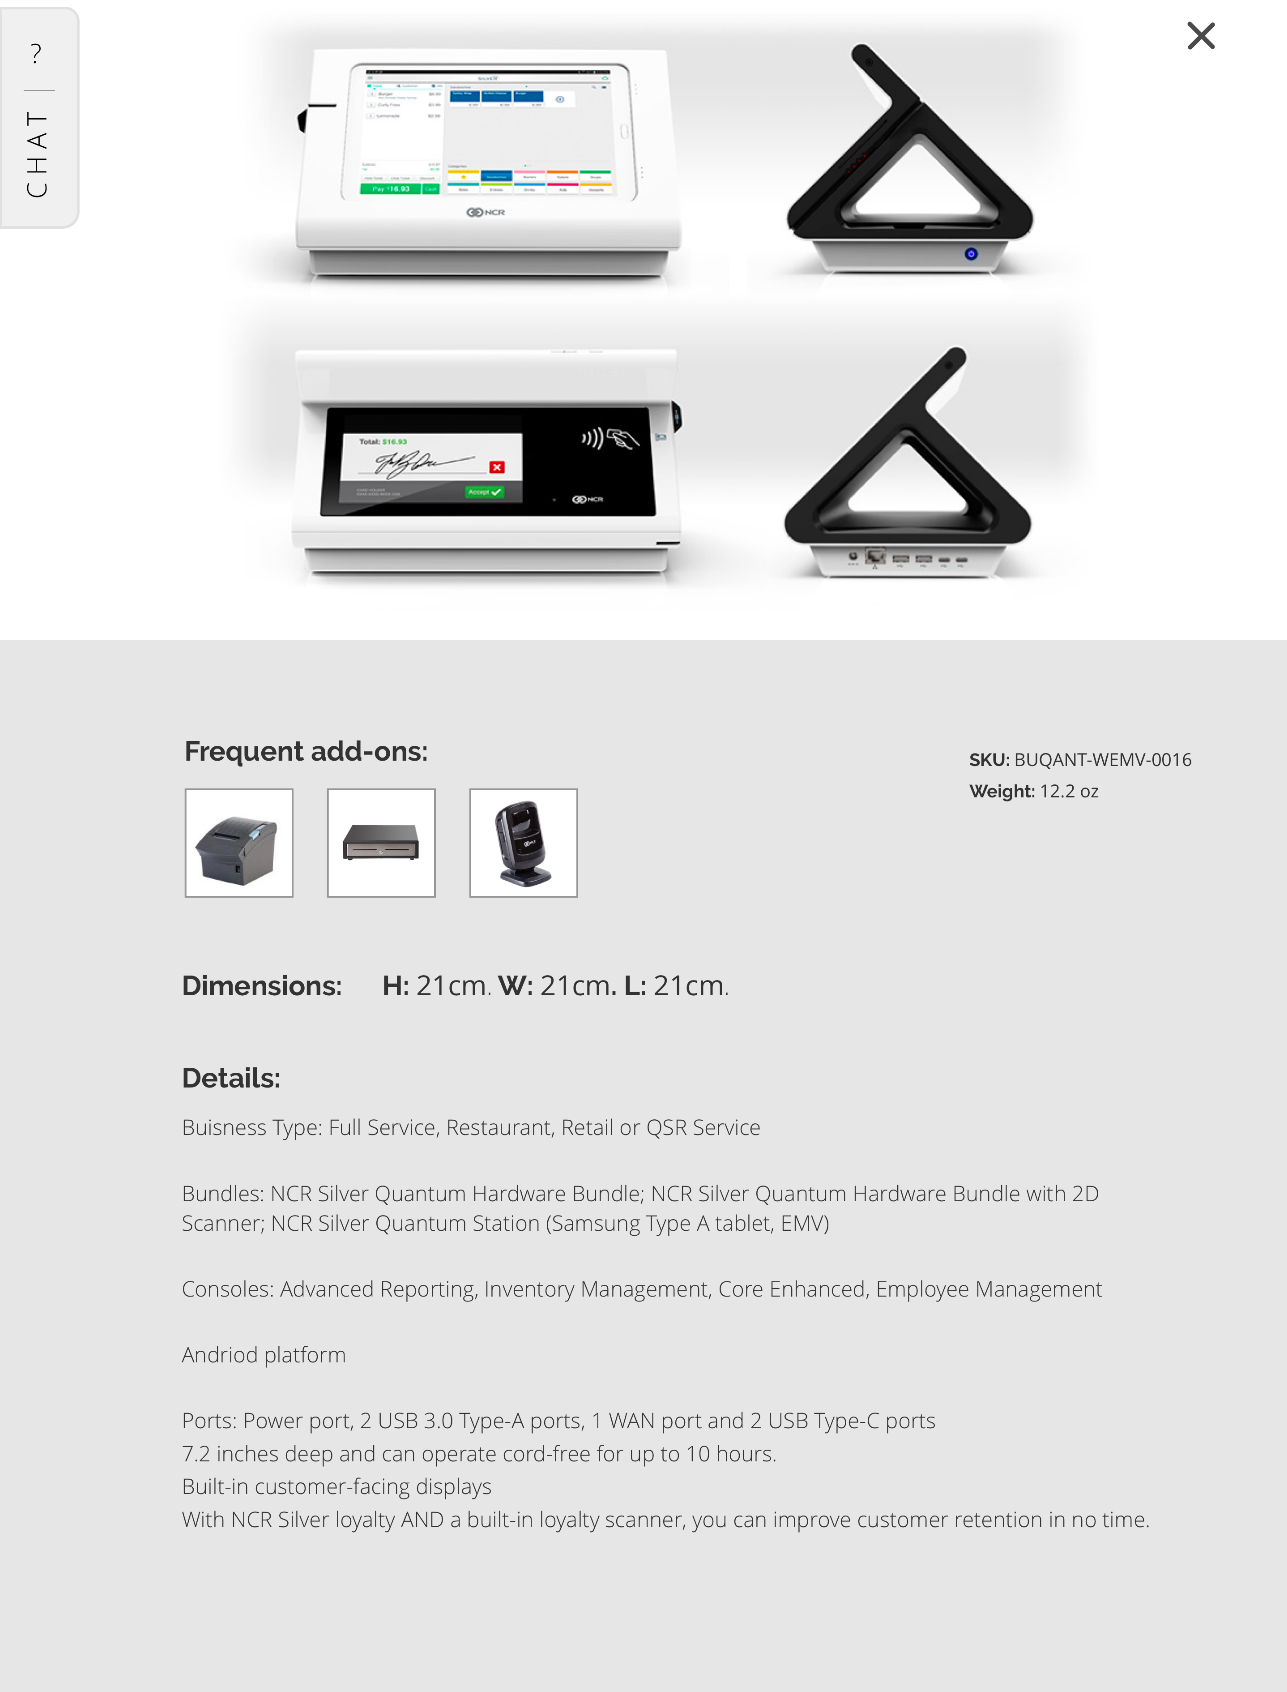 ?
CHAT
Burger
Curly Fries
Lemonade
Pay $16.93
Cash
NCR
Total: $16.93
Accept
NCR
Frequent add-ons:
SKU: BUQANT-WEMV-0016
Weight: 12.2 oz
Dimensions: H: 21cm. W: 21cm. L: 21cm.
Details:
Buisness Type: Full Service, Restaurant, Retail or QSR Service
Bundles: NCR Silver Quantum Hardware Bundle; NCR Silver Quantum Hardware Bundle with 2D
Scanner; NCR Silver Quantum Station (Samsung Type A tablet, EMV)
Consoles: Advanced Reporting, Inventory Management, Core Enhanced, Employee Management
Andriod platform
Ports: Power port, 2 USB 3.0 Type-A ports, 1 WAN port and 2 USB Type-C ports
7.2 inches deep and can operate cord-free for up to 10 hours.
Built-in customer-facing displays
With NCR Silver loyalty AND a built-in loyalty scanner, you can improve customer retention in no time.